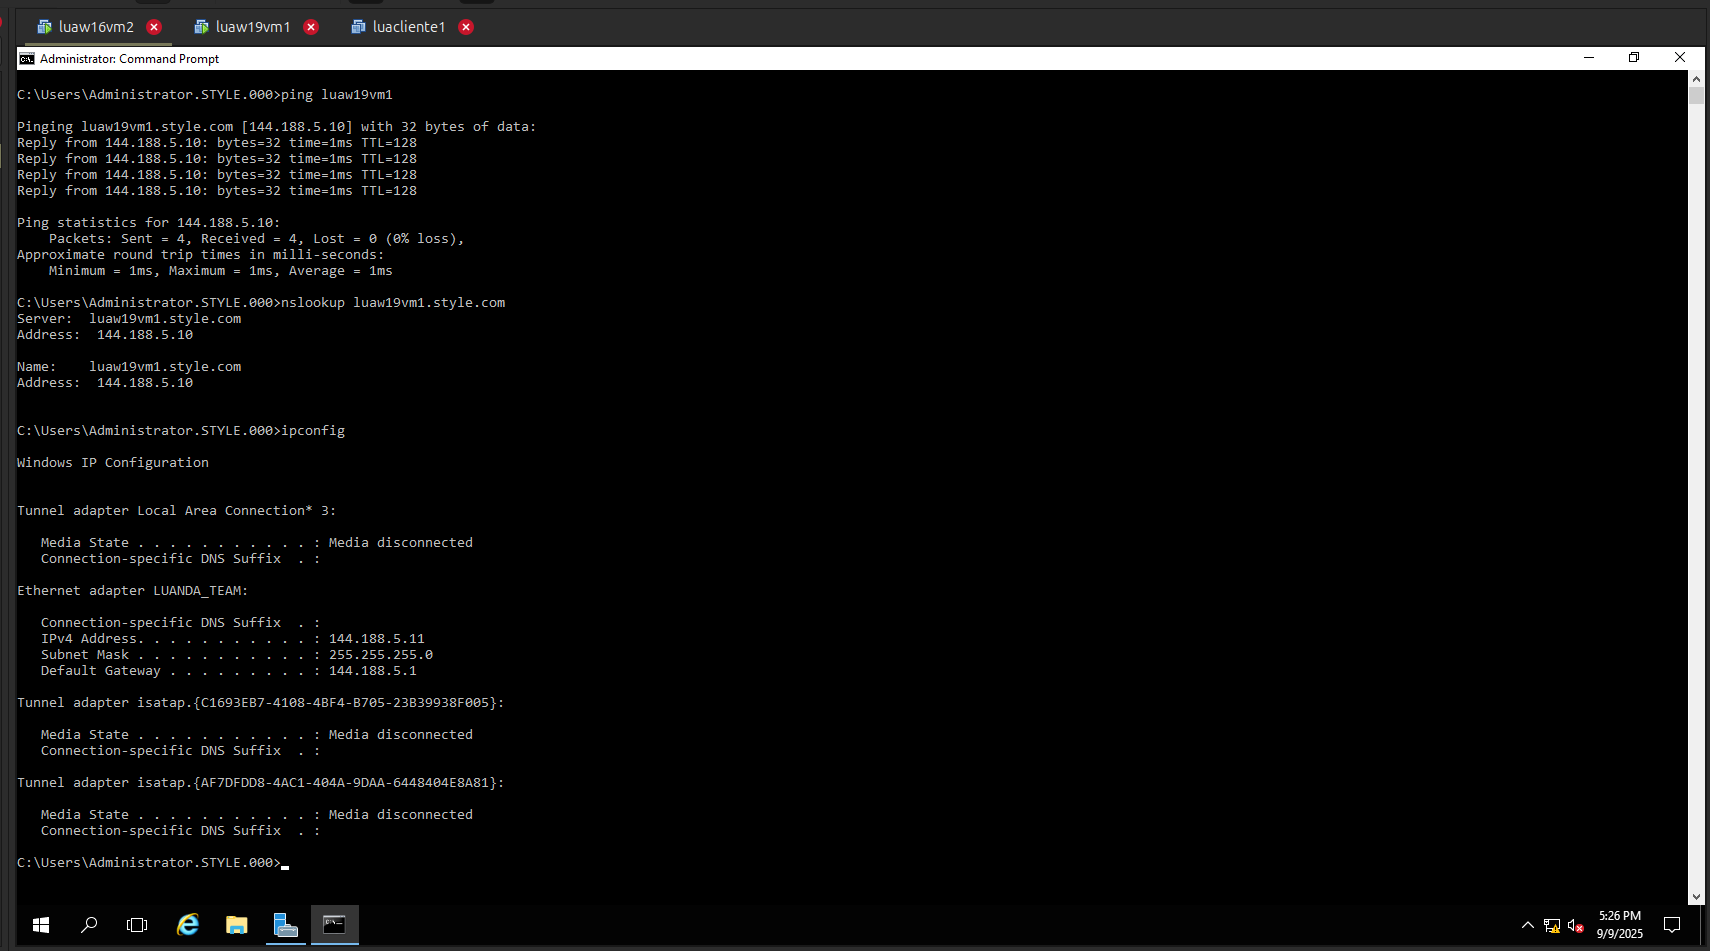 luaw16vm2
luaw19vm1
luacliente1
Administrator: Command Prompt
C:\Users\Administrator.STYLE.000>ping luaw19vm1
Pinging luaw19vm1.style.com [144.188.5.10] with 32 bytes of data:
Reply from 144.188.5.10: bytes=32 time=1ms TTL=128
Reply from 144.188.5.10: bytes=32 time=1ms TTL=128
Reply from 144.188.5.10: bytes=32 time=1ms TTL=128
Reply from 144.188.5.10: bytes=32 time=1ms TTL=128
Ping statistics for 144.188.5.10:
    Packets: Sent = 4, Received = 4, Lost = 0 (0% loss),
Approximate round trip times in milli-seconds:
    Minimum = 1ms, Maximum = 1ms, Average = 1ms
C:\Users\Administrator.STYLE.000>nslookup luaw19vm1.style.com
Server:  luaw19vm1.style.com
Address:  144.188.5.10
Name:    luaw19vm1.style.com
Address:  144.188.5.10
C:\Users\Administrator.STYLE.000>ipconfig
Windows IP Configuration
Tunnel adapter Local Area Connection* 3:
   Media State . . . . . . . . . . . : Media disconnected
   Connection-specific DNS Suffix  . :
Ethernet adapter LUANDA_TEAM:
   Connection-specific DNS Suffix  . :
   IPv4 Address. . . . . . . . . . . : 144.188.5.11
   Subnet Mask . . . . . . . . . . . : 255.255.255.0
   Default Gateway . . . . . . . . . : 144.188.5.1
Tunnel adapter isatap.{C1693EB7-4108-4BF4-B705-23B39938F005}:
   Media State . . . . . . . . . . . : Media disconnected
   Connection-specific DNS Suffix  . :
Tunnel adapter isatap.{AF7DFDD8-4AC1-404A-9DAA-6448404E8A81}:
   Media State . . . . . . . . . . . : Media disconnected
   Connection-specific DNS Suffix  . :
C:\Users\Administrator.STYLE.000>
5:26 PM
9/9/2025